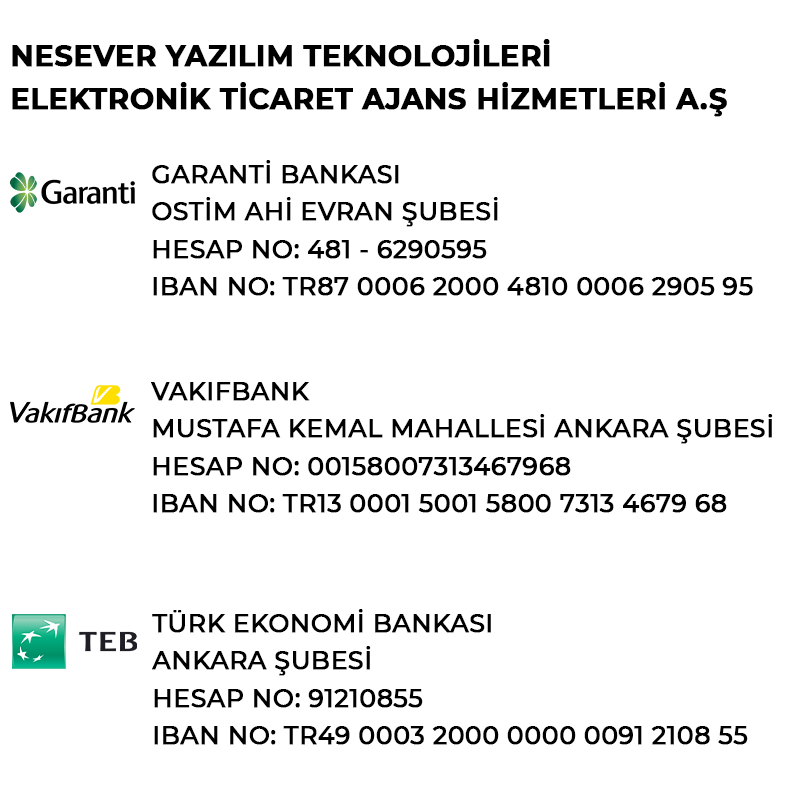 NESEVER YAZILIM TEKNOLOJİLERİ
ELEKTRONİK TİCARET AJANS HİZMETLERİ A.Ş
Garanti
GARANTİ BANKASI
OSTİM AHİ EVRAN ŞUBESİ
HESAP NO: 481 - 6290595
IBAN NO: TR87 0006 2000 4810 0006 2905 95
VakıfBank
VAKIFBANK
MUSTAFA KEMAL MAHALLESİ ANKARA ŞUBESİ
HESAP NO: 00158007313467968
IBAN NO: TR13 0001 5001 5800 7313 4679 68
TEB
TÜRK EKONOMİ BANKASI
ANKARA ŞUBESİ
HESAP NO: 91210855
IBAN NO: TR49 0003 2000 0000 0091 2108 55